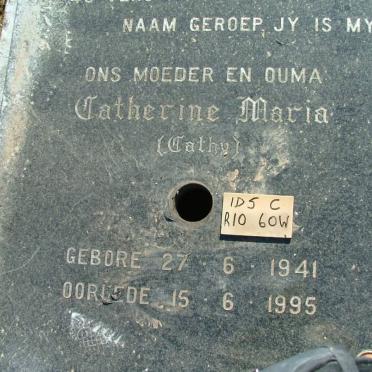 NAAM GEROEP, JY IS MY
ONS MOEDER EN OUMA
Catherine Maria
(Cathy)
1D5 C
R10 60W
GEBORE 27 · 6 · 1941
OORLEDE 15 · 6 · 1995